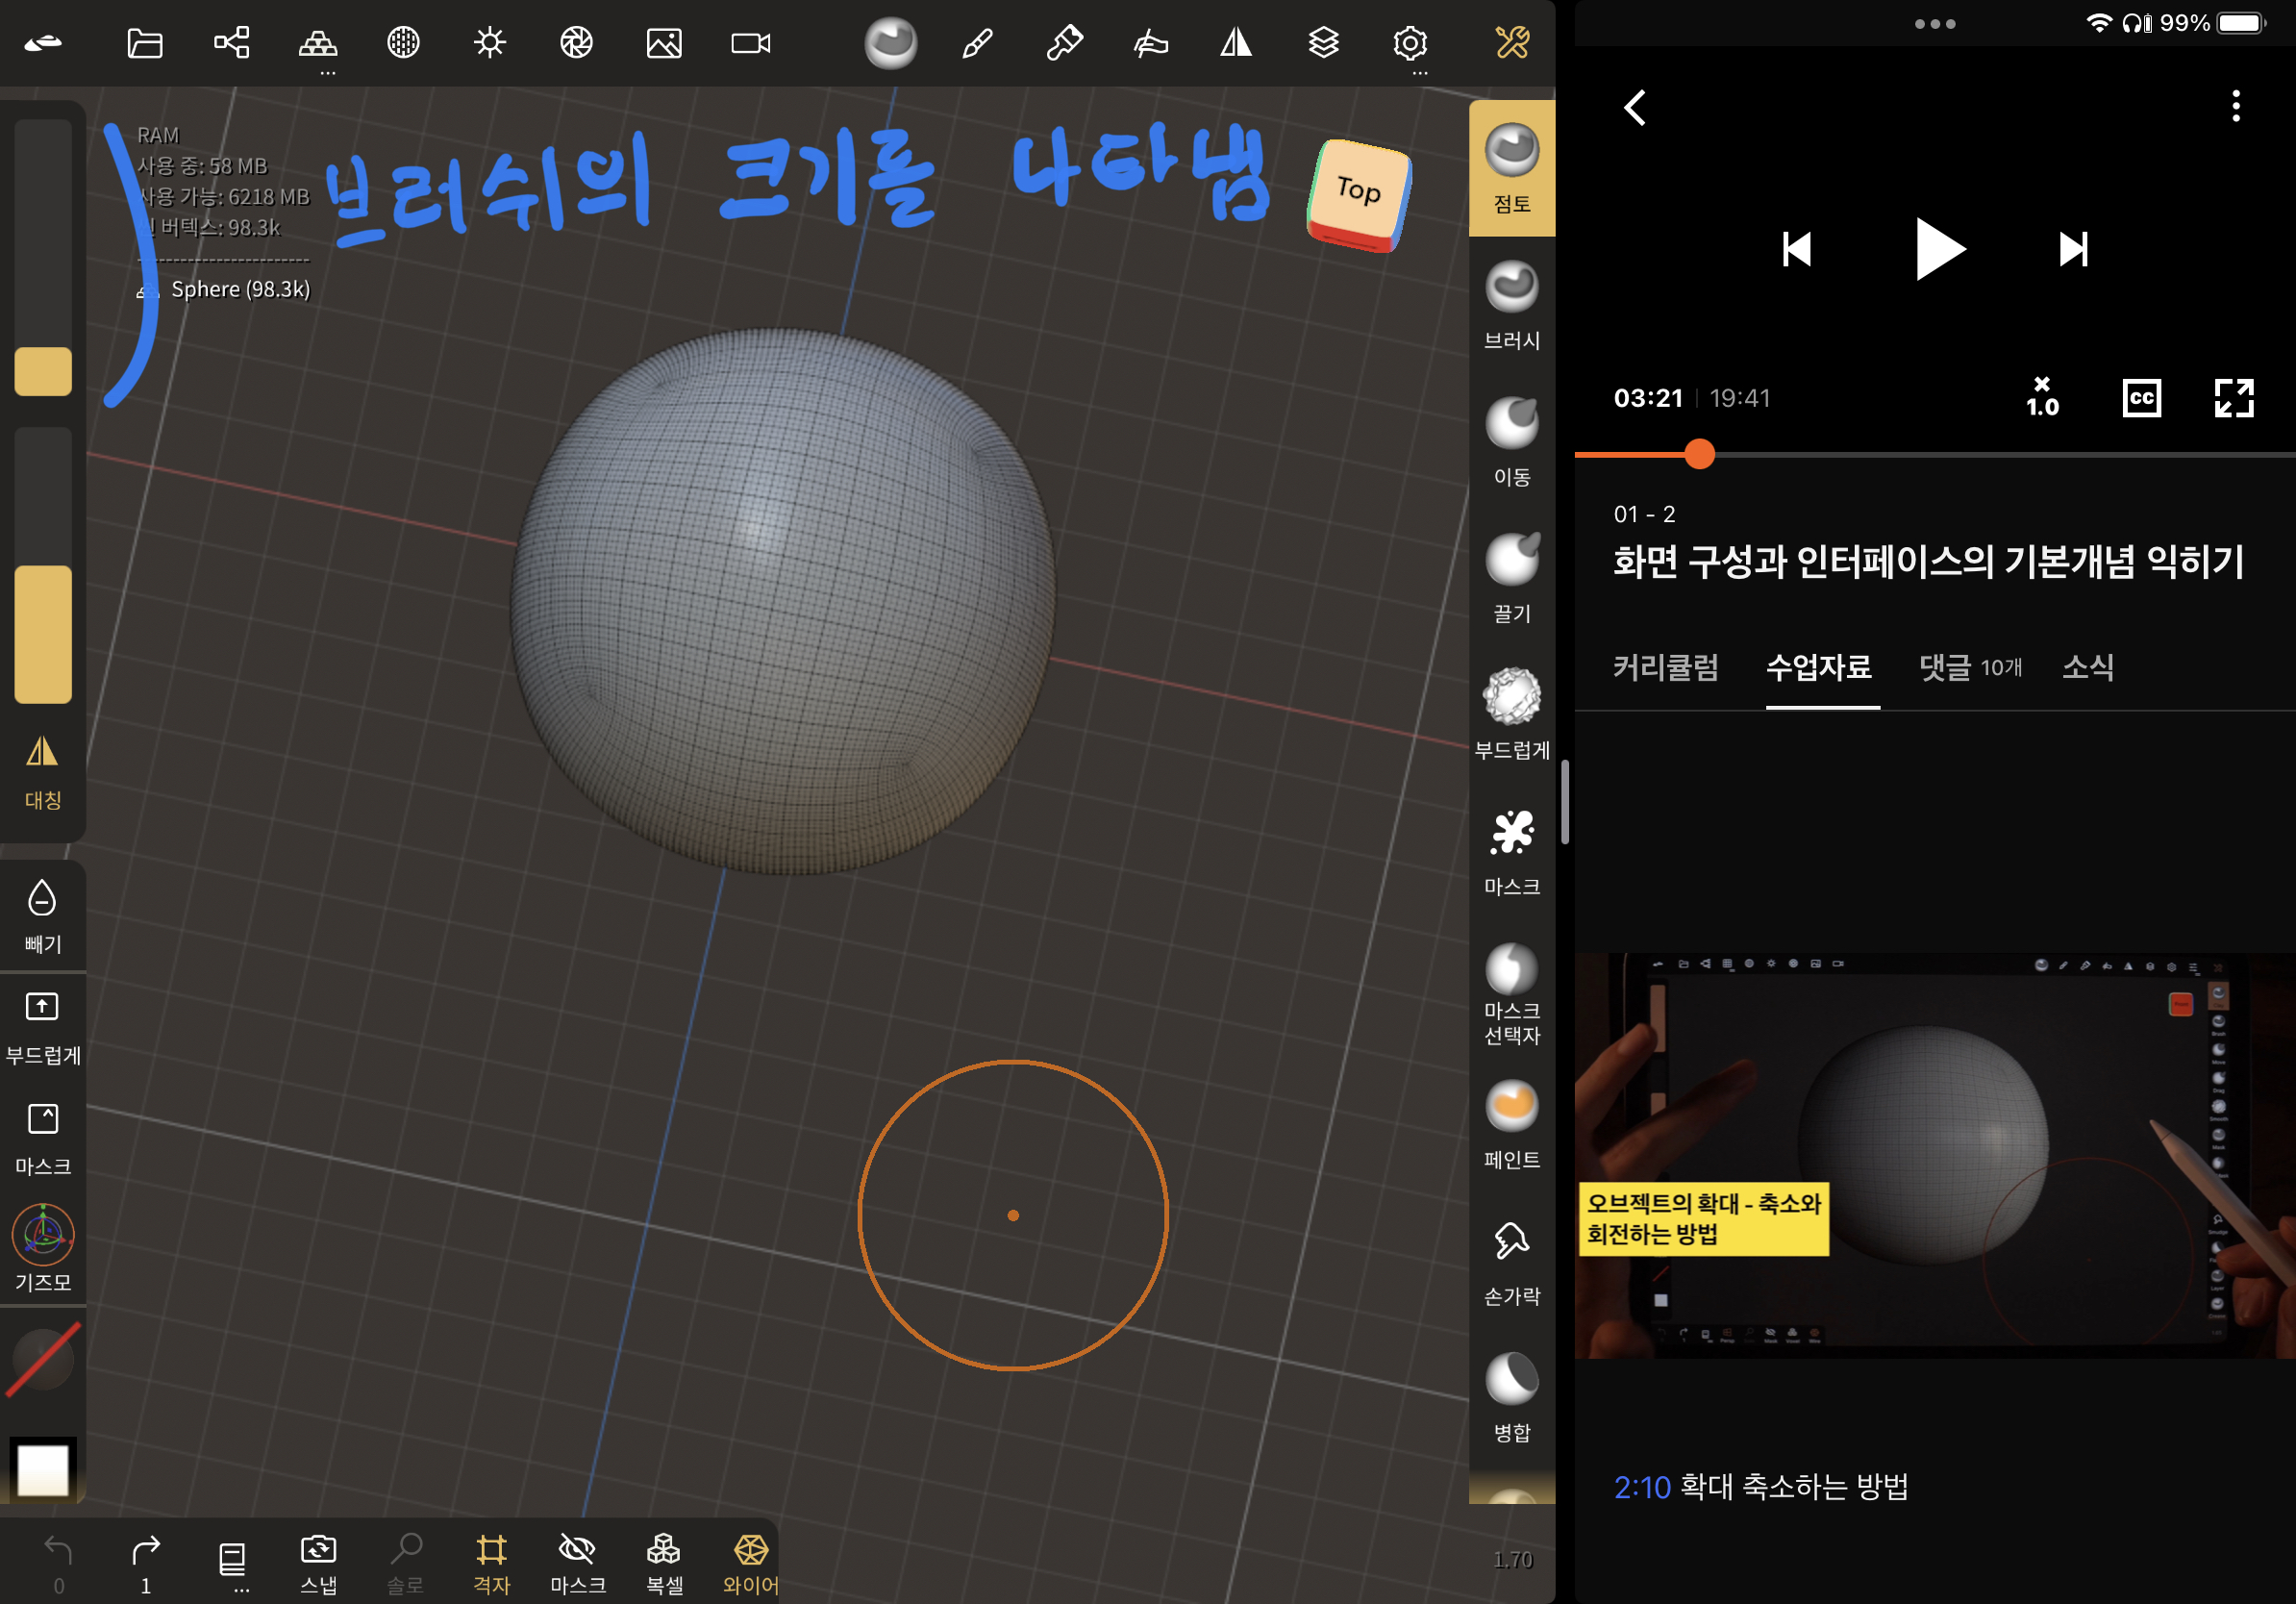 99%
RAM
사용 중: 58 MB
사용 가능: 6218 MB
버텍스: 98.3k
Sphere (98.3k)
브러쉬의 크기를 나타냄
Top
대칭
빼기
부드럽게
마스크
기즈모
점토
브러시
이동
끌기
부드럽게
마스크
마스크
선택자
페인트
손가락
병합
1.70
0
1
...
스냅
솔로
격자
마스크
복셀
와이어
03:21 | 19:41
×
1.0
CC
01 - 2
화면 구성과 인터페이스의 기본개념 익히기
커리큘럼 수업자료 댓글 10개 소식
오브젝트의 확대 - 축소와
회전하는 방법
2:10 확대 축소하는 방법